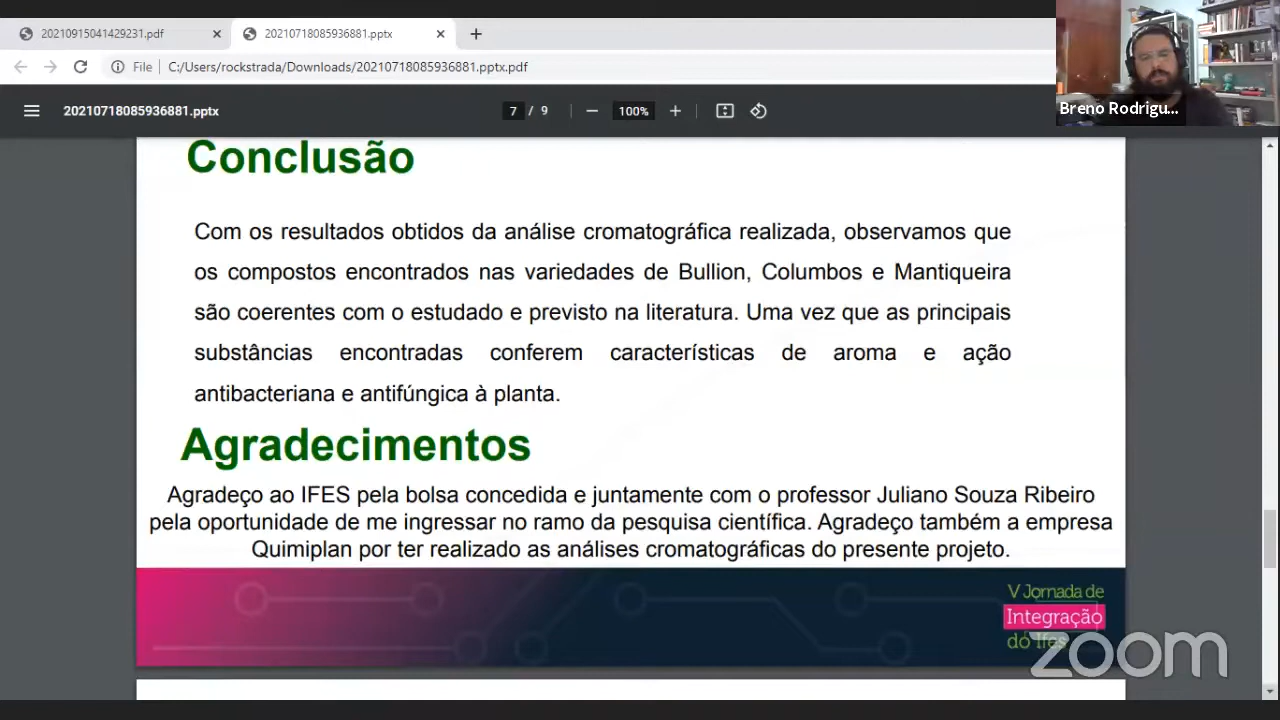 20210915041429231.pdf
20210718085936881.pptx
File
C:/Users/rockstrada/Downloads/20210718085936881.pptx.pdf
20210718085936881.pptx
7 / 9
100%
Breno Rodrigu...
Conclusão
Com os resultados obtidos da análise cromatográfica realizada, observamos que
os compostos encontrados nas variedades de Bullion, Columbos e Mantiqueira
são coerentes com o estudado e previsto na literatura. Uma vez que as principais
substâncias encontradas conferem características de aroma e ação
antibacteriana e antifúngica à planta.
Agradecimentos
Agradeço ao IFES pela bolsa concedida e juntamente com o professor Juliano Souza Ribeiro
pela oportunidade de me ingressar no ramo da pesquisa científica. Agradeço também a empresa
Quimiplan por ter realizado as análises cromatográficas do presente projeto.
V Jornada de
Integração
do Ifes
zoom